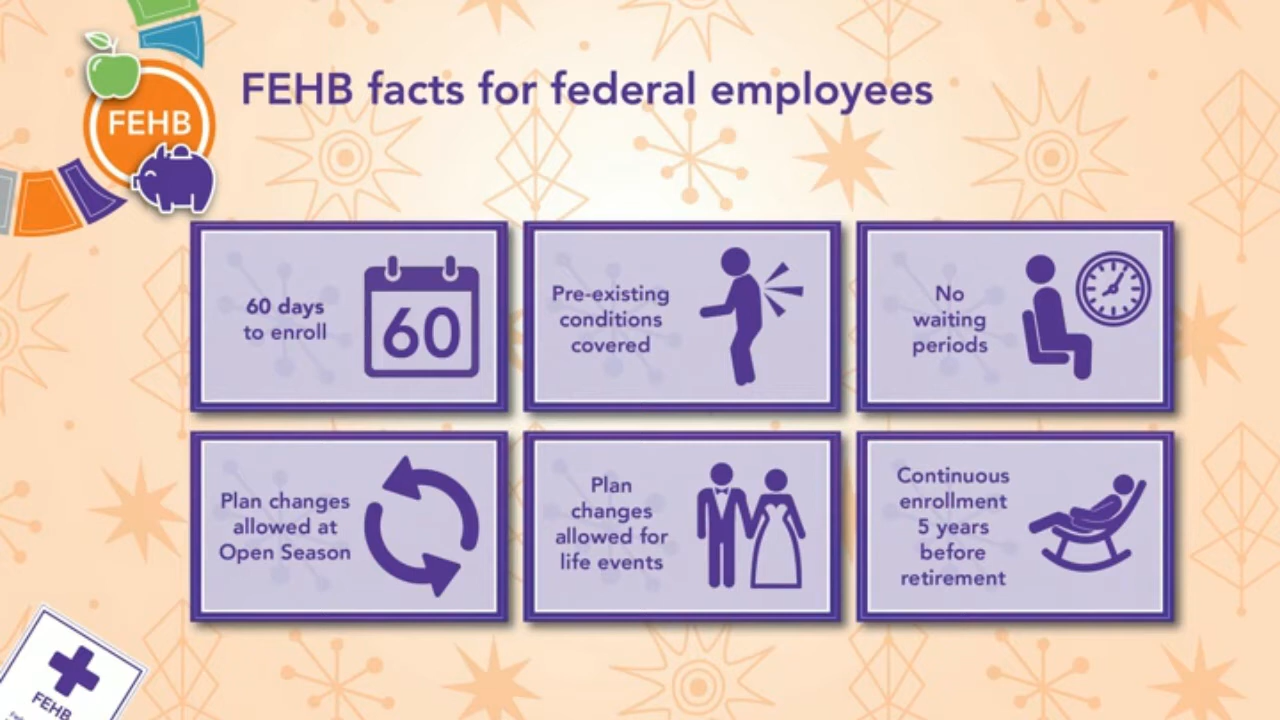 FEHB facts for federal employees
FEHB
60 days
to enroll
60
Pre-existing
conditions
covered
No
waiting
periods
Plan changes
allowed at
Open Season
Plan
changes
allowed for
life events
Continuous
enrollment
5 years
before
retirement
FEHB